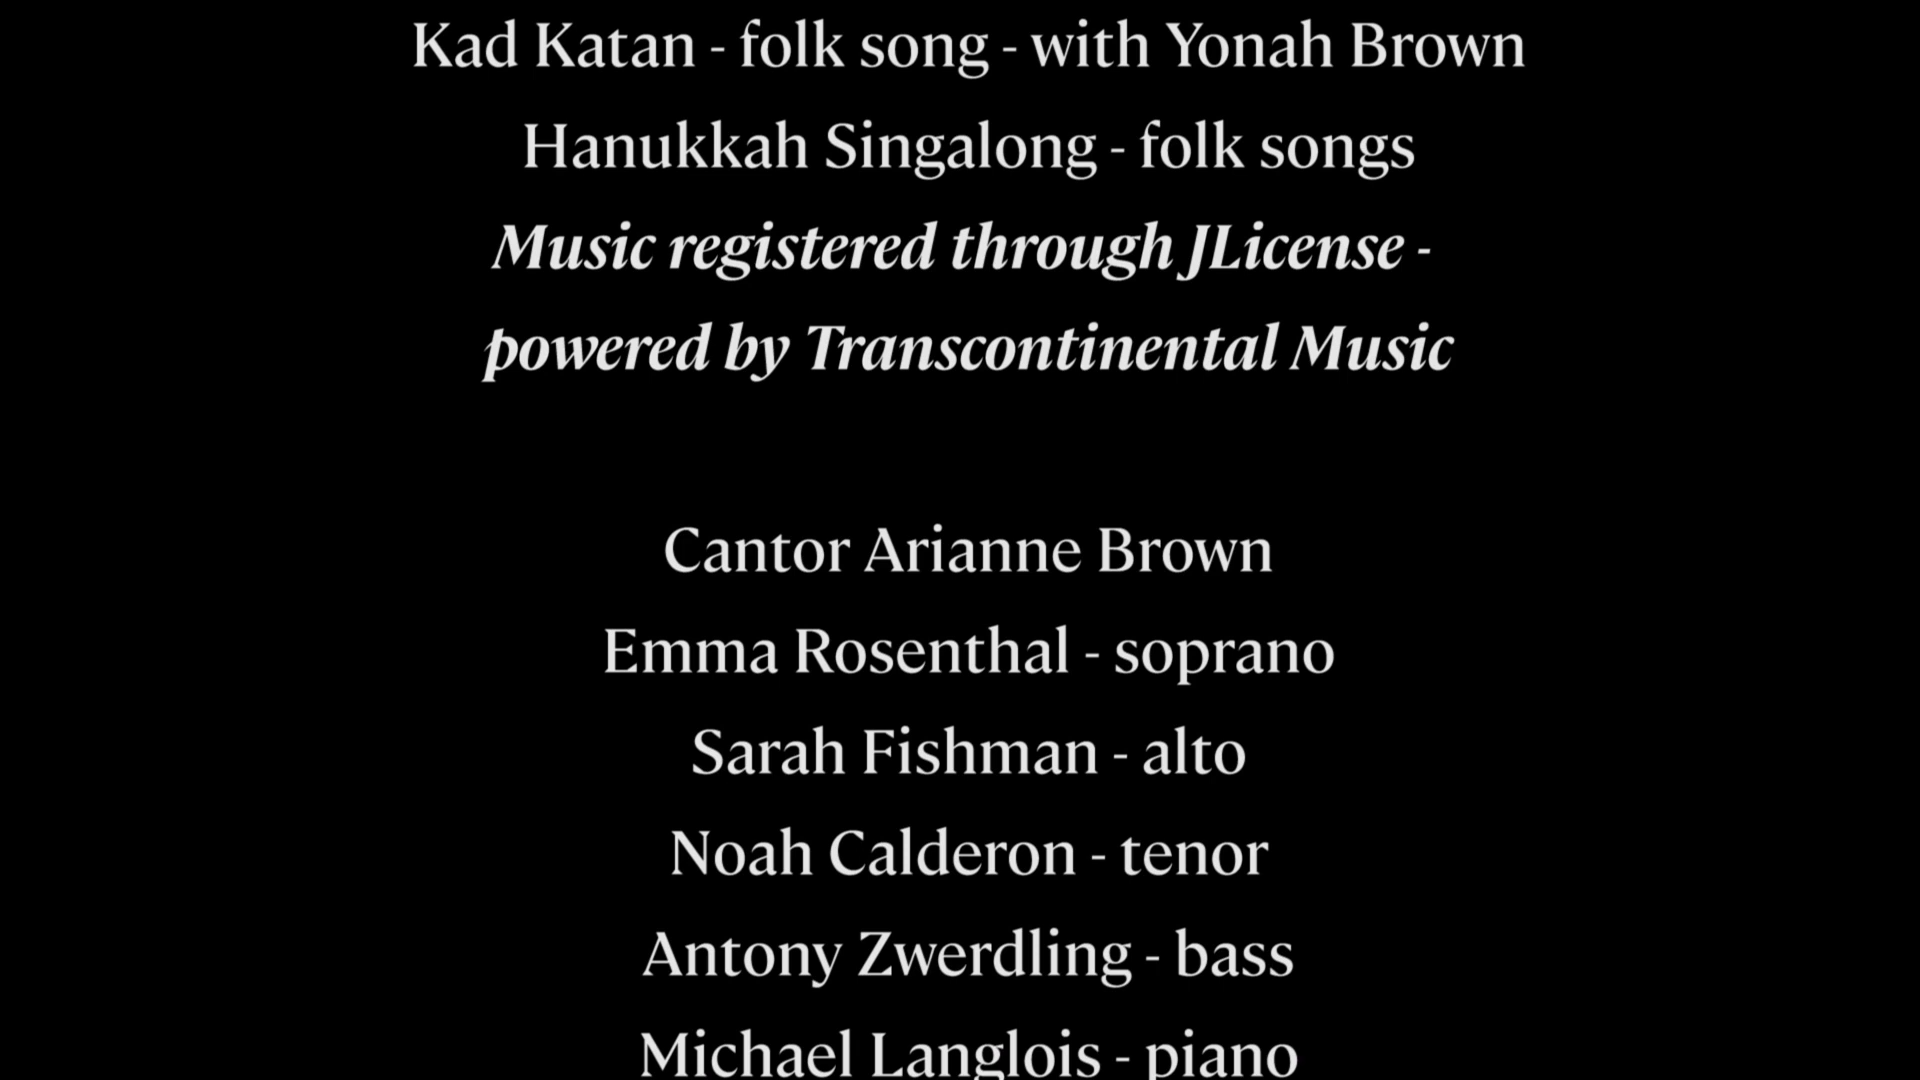 Kad Katan - folk song - with Yonah Brown
Hanukkah Singalong - folk songs
Music registered through JLicense -
powered by Transcontinental Music
Cantor Arianne Brown
Emma Rosenthal - soprano
Sarah Fishman - alto
Noah Calderon - tenor
Antony Zwerdling - bass
Michael Langlois - piano